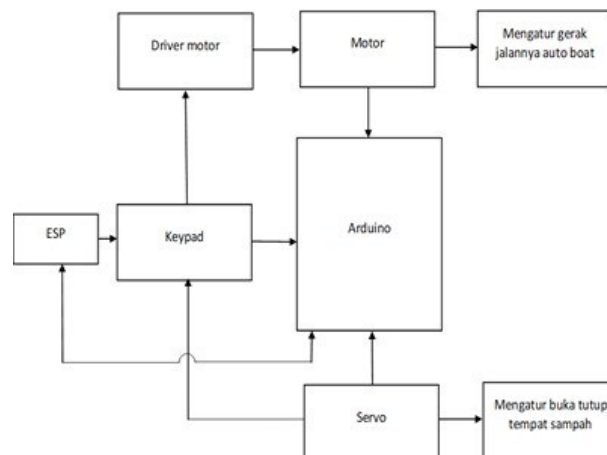 Driver motor
Motor
Mengatur gerak
jalannya auto boat
ESP
Keypad
Arduino
Servo
Mengatur buka tutup
tempat sampah